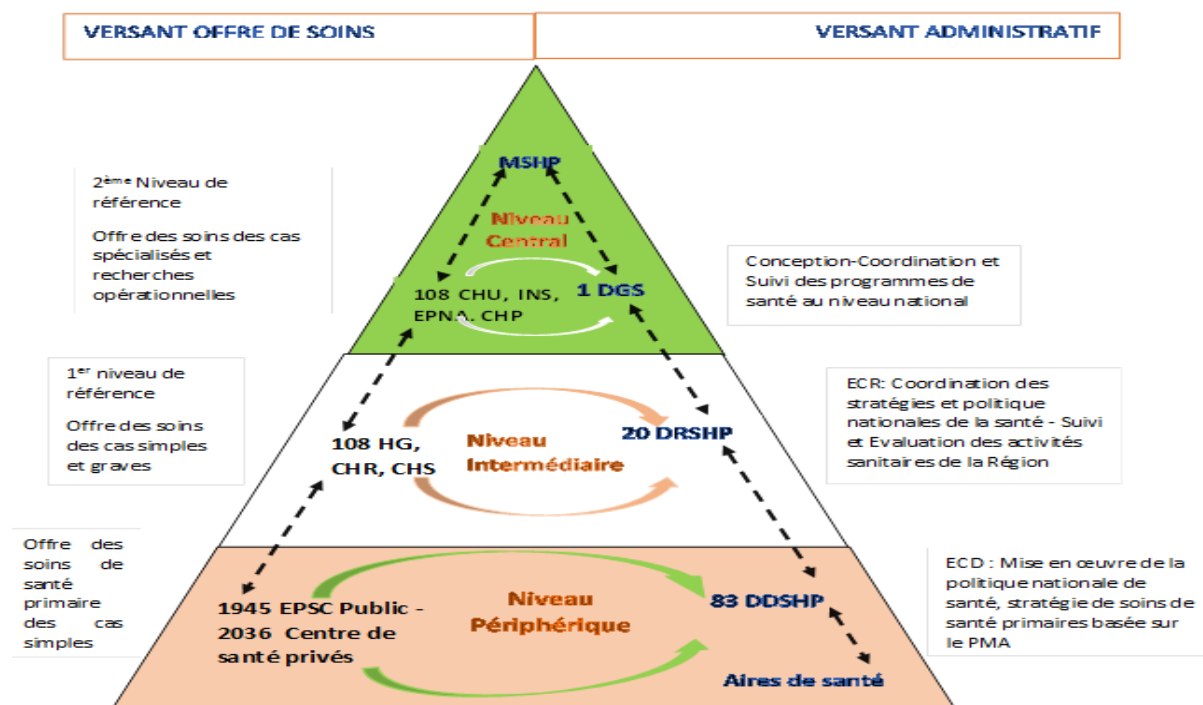 VERSANT OFFRE DE SOINS
VERSANT ADMINISTRATIF
MSHP
2ème Niveau de
référence
Offre des soins des cas
spécialisés et
recherches
opérationnelles
Niveau
Central
108 CHU, INS,
EPNA. CHP
1 DGS
Conception-Coordination et
Suivi des programmes de
santé au niveau national
1er niveau de
référence
Offre des soins
des cas simples
et graves
108 HG,
CHR, CHS
Niveau
Intermédiaire
20 DRSHP
ECR: Coordination des
stratégies et politique
nationales de la santé - Suivi
et Evaluation des activités
sanitaires de la Région
Offre des
soins de
santé
primaire
des cas
simples
1945 EPSC Public -
2036 Centre de
santé privés
Niveau
Périphérique
83 DDSHP
Aires de santé
ECD : Mise en œuvre de la
politique nationale de
santé, stratégie de soins de
santé primaires basée sur
le PMA